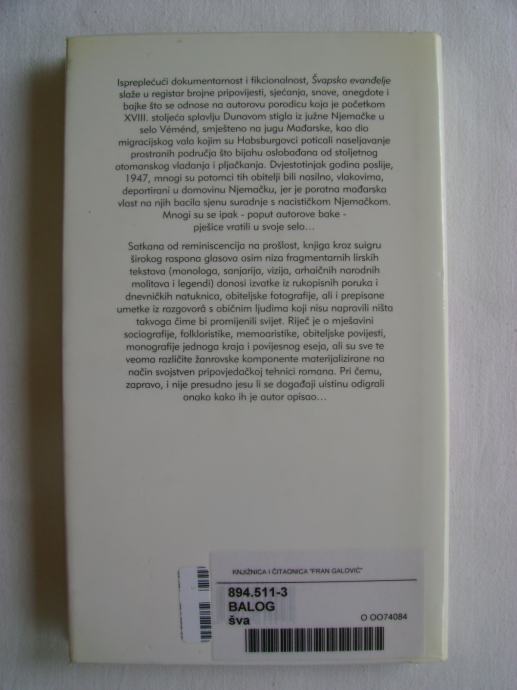 Ispreplećući dokumentarnost i fikcionalnost, Švapsko evanđelje
slaže u registar brojne pripovijesti, sjećanja, snove, anegdote i
bajke što se odnose na autorovu porodicu koja je početkom
XVIII. stoljeća splavlju Dunavom stigla iz južne Njemačke u
selo Véménd, smješteno na jugu Mađarske, kao dio
migracijskog vala kojim su Habsburgovci poticali naseljavanje
prostranih područja što bijahu oslobođana od stoljetnog
otomanskog vladanja i pljačkanja. Dvjestotinjak godina poslije,
1947, mnogi su potomci tih obitelji bili nasilno, vlakovima,
deportirani u domovinu Njemačku, jer je poratna mađarska
vlast na njih bacila sjenu suradnje s nacističkom Njemačkom.
Mnogi su se ipak - poput autorove bake -
pješice vratili u svoje selo...
Satkana od reminiscencija na prošlost, knjiga kroz suigru
širokog raspona glasova osim niza fragmentarnih lirskih
tekstova (monologa, sanjarija, vizija, arhaičnih narodnih
molitava i legendi) donosi izvatke iz rukopisnih poruka i
dnevničkih natuknica, obiteljske fotografije, ali i prepisane
umetke iz razgovorâ s običnim ljudima koji nisu napravili ništa
takvoga čime bi promijenili svijet. Riječ je o mješavini
sociografije, folkloristike, memoaristike, obiteljske povijesti,
monografije jednoga kraja i povijesnog eseja, ali su sve te
veoma različite žanrovske komponente materijalizirane na
način svojstven pripovjedačkoj tehnici romana. Pri čemu,
zapravo, i nije presudno jesu li se događaji uistinu odigrali
onako kako ih je autor opisao...
KNJIŽNICA I ČITAONICA "FRAN GALOVIĆ"
894.511-3
BALOG
šva
O OO74084